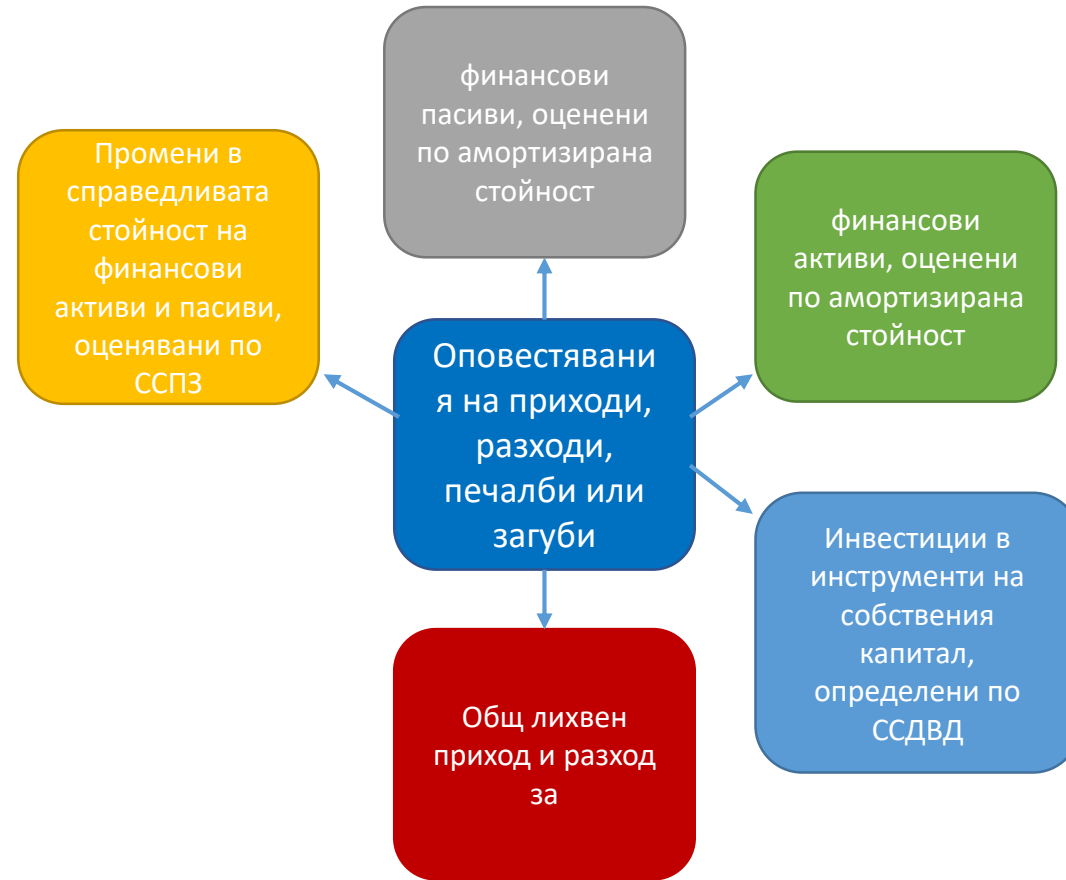 финансови
пасиви, оценени
по амортизирана
стойност
Промени в
справедливата
стойност на
финансови
активи и пасиви,
оценявани по
ССПЗ
финансови
активи, оценени
по амортизирана
стойност
Оповестявани
я на приходи,
разходи,
печалби или
загуби
Инвестиции в
инструменти на
собствения
капитал,
определени по
ССДВД
Общ лихвен
приход и разход
за